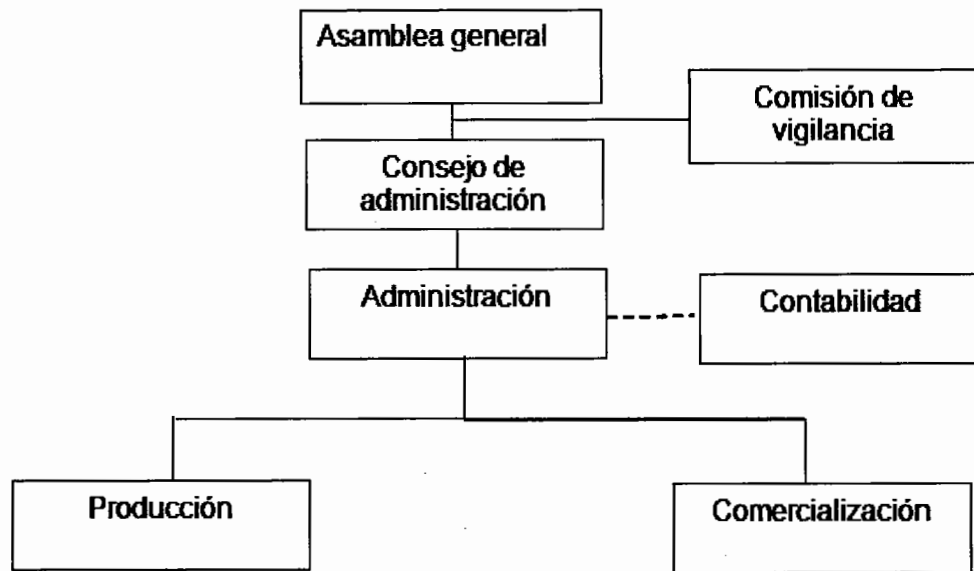 Asamblea general
Comisión de
vigilancia
Consejo de
administración
Administración
Contabilidad
Producción
Comercialización